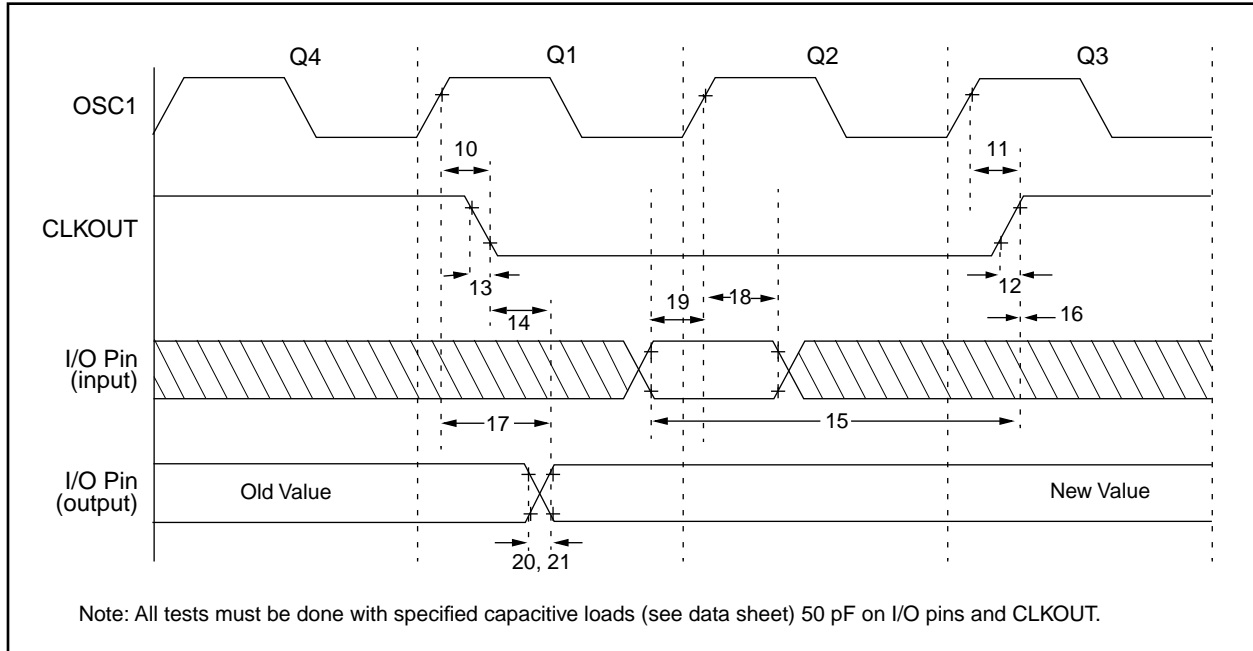 Q4 Q1 Q2 Q3
OSC1
10 11
CLKOUT
13 12
19 18
14 16
I/O Pin
(input)
17 15
I/O Pin
(output)
Old Value New Value
20, 21
Note: All tests must be done with specified capacitive loads (see data sheet) 50 pF on I/O pins and CLKOUT.